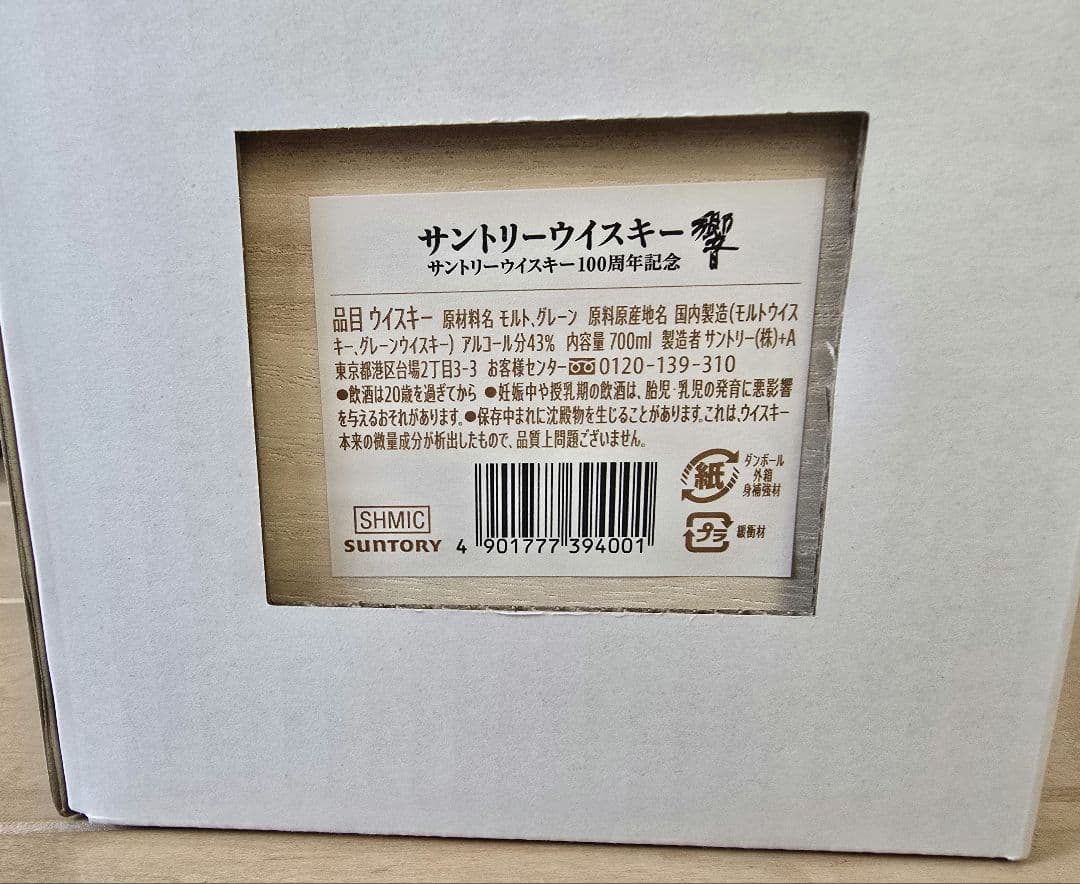 サントリーウイスキー 響
サントリーウイスキー100周年記念
品目 ウイスキー 原材料名 モルト、グレーン 原料原産地名 国内製造(モルトウイス
キー、グレーンウイスキー) アルコール分43% 内容量 700ml 製造者 サントリー(株)+A
東京都港区台場2丁目3-3 お客様センター 0120-139-310
●飲酒は20歳を過ぎてから ●妊娠中や授乳期の飲酒は、胎児・乳児の発育に悪影響
を与えるおそれがあります。●保存中まれに沈殿物を生じることがあります。これは、ウイスキー
本来の微量成分が析出したもので、品質上問題ございません。
紙 ダンボール
外箱
身補強材
SHMIC
SUNTORY
4 901777 394001
プラ 緩衝材